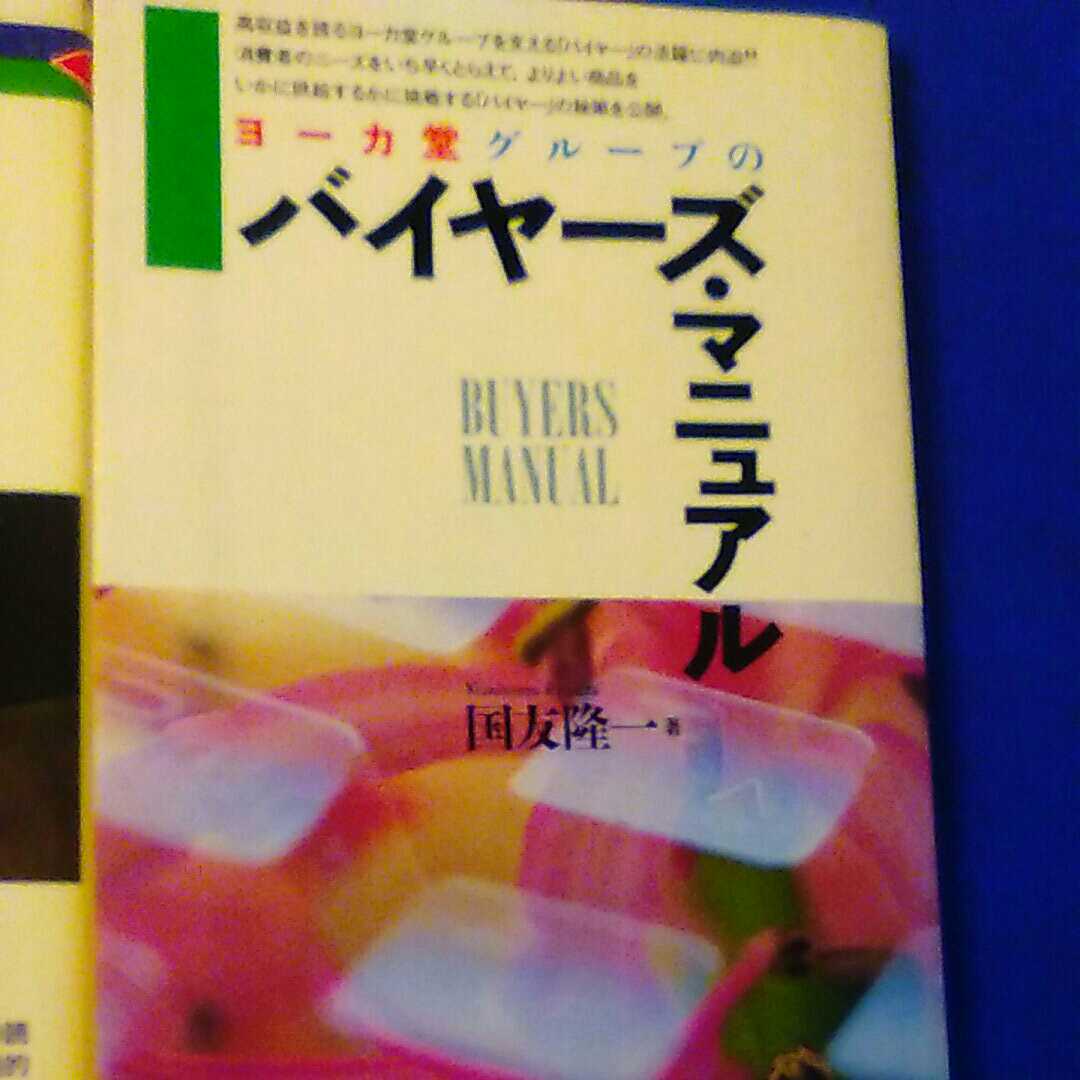 高収益を誇るヨーカ堂グループを支える「バイヤー」の活躍に肉迫!!
消費者のニーズをいち早くとらえて、よりよい商品を
いかに供給するかに挑戦する「バイヤー」の秘策を公開。
ヨーカ堂グループの
バイヤーズ・マニュアル
BUYERS
MANUAL
国友隆一 著
的